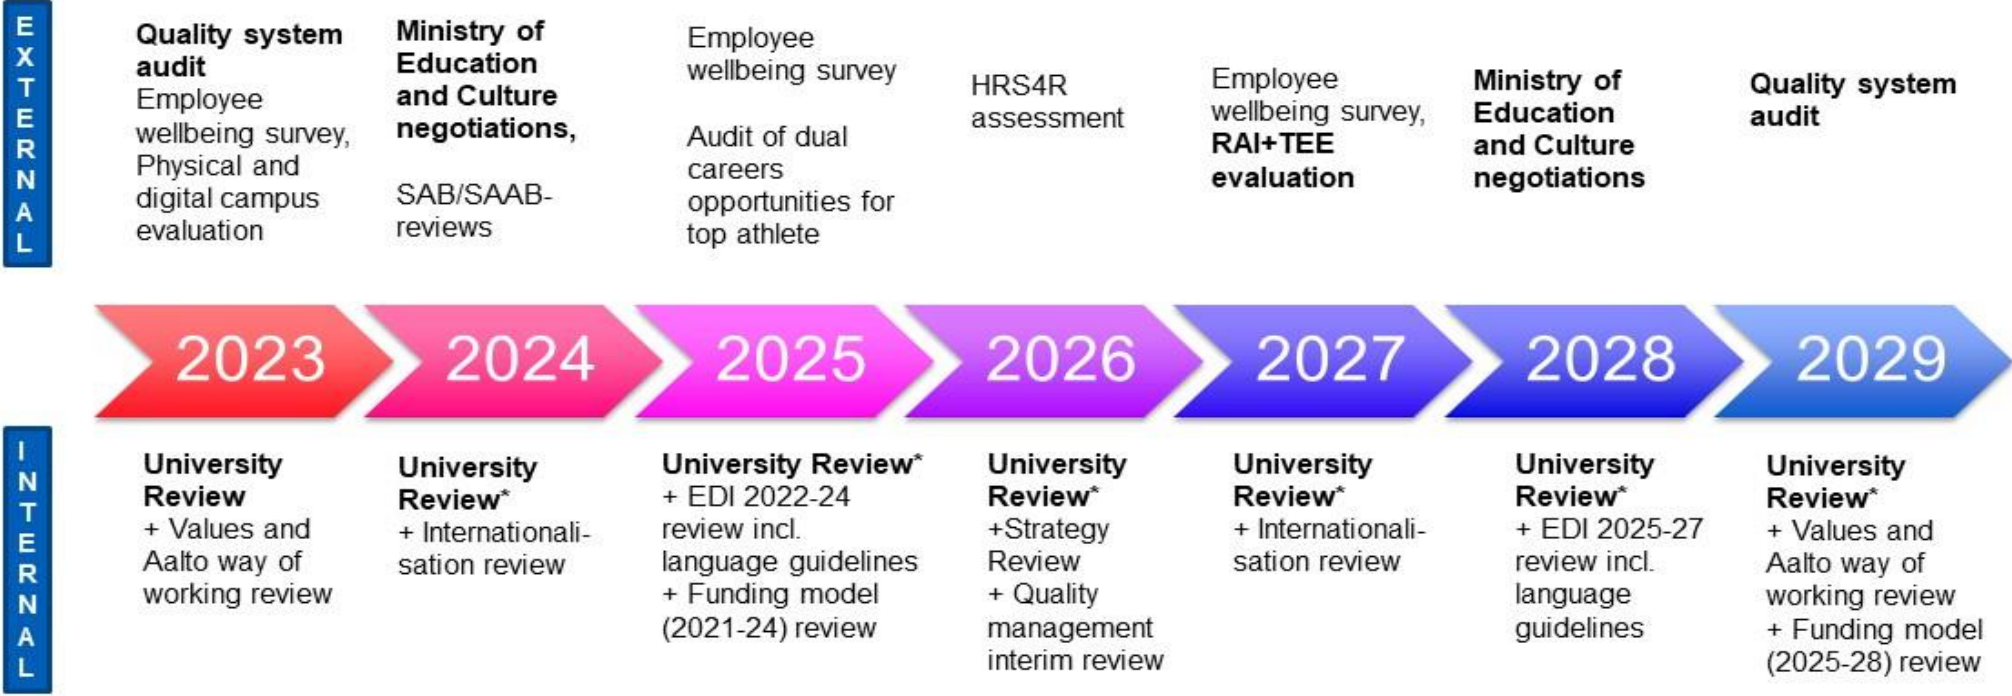 EXTERNAL
Quality system
audit
Employee
wellbeing survey,
Physical and
digital campus
evaluation
Ministry of
Education
and Culture
negotiations,
SAB/SAAB-
reviews
Employee
wellbeing survey
Audit of dual
careers
opportunities for
top athlete
HRS4R
assessment
Employee
wellbeing survey,
RAI+TEE
evaluation
Ministry of
Education
and Culture
negotiations
Quality system
audit
2023
2024
2025
2026
2027
2028
2029
INTERNAL
University
Review
+ Values and
Aalto way of
working review
University
Review*
+ Internationali-
sation review
University Review*
+ EDI 2022-24
review incl.
language guidelines
+ Funding model
(2021-24) review
University
Review*
+Strategy
Review
+ Quality
management
interim review
University
Review*
+ Internationali-
sation review
University
Review*
+ EDI 2025-27
review incl.
language
guidelines
University
Review*
+ Values and
Aalto way of
working review
+ Funding model
(2025-28) review